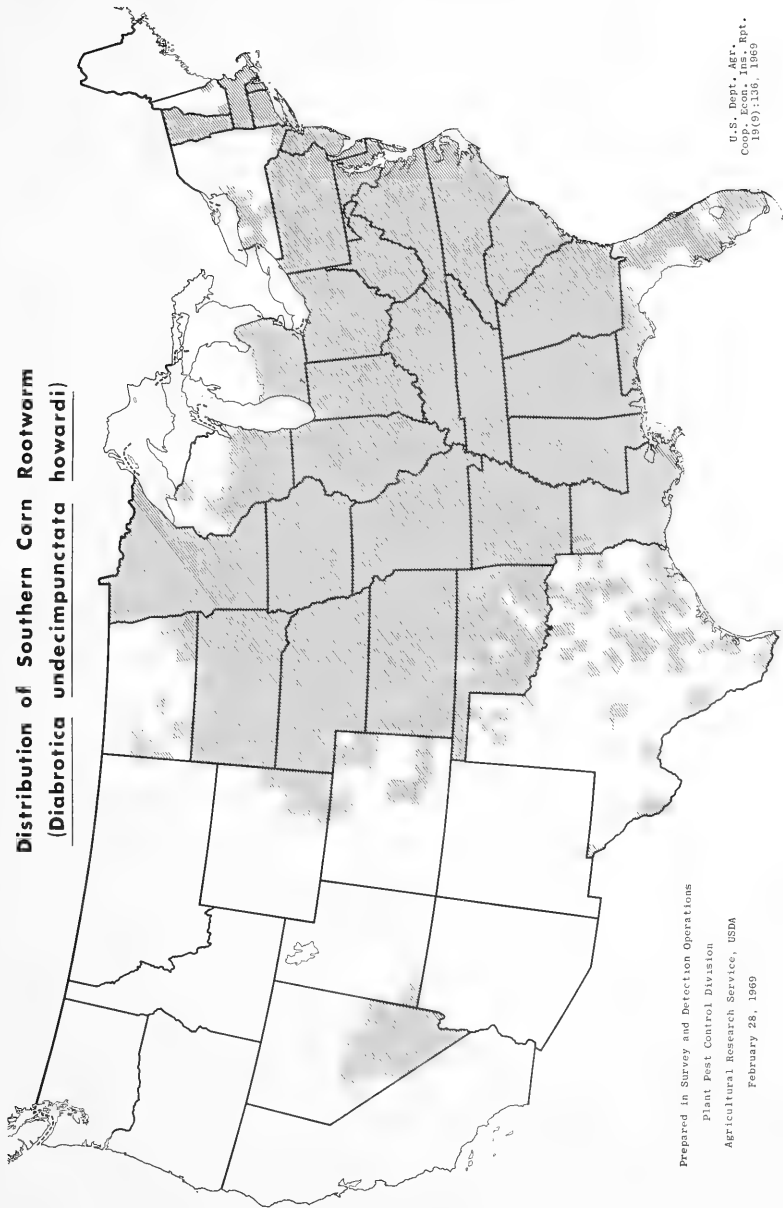 Distribution of Southern Corn Rootwarm
(Diabrotica undecimpunctata howardi)
U.S. Dept. Agr.
Coop. Econ. Ins. Rpt.
19(9):136, 1969
Prepared in Survey and Detection Operations
Plant Pest Control Division
Agricultural Research Service, USDA
February 28, 1969